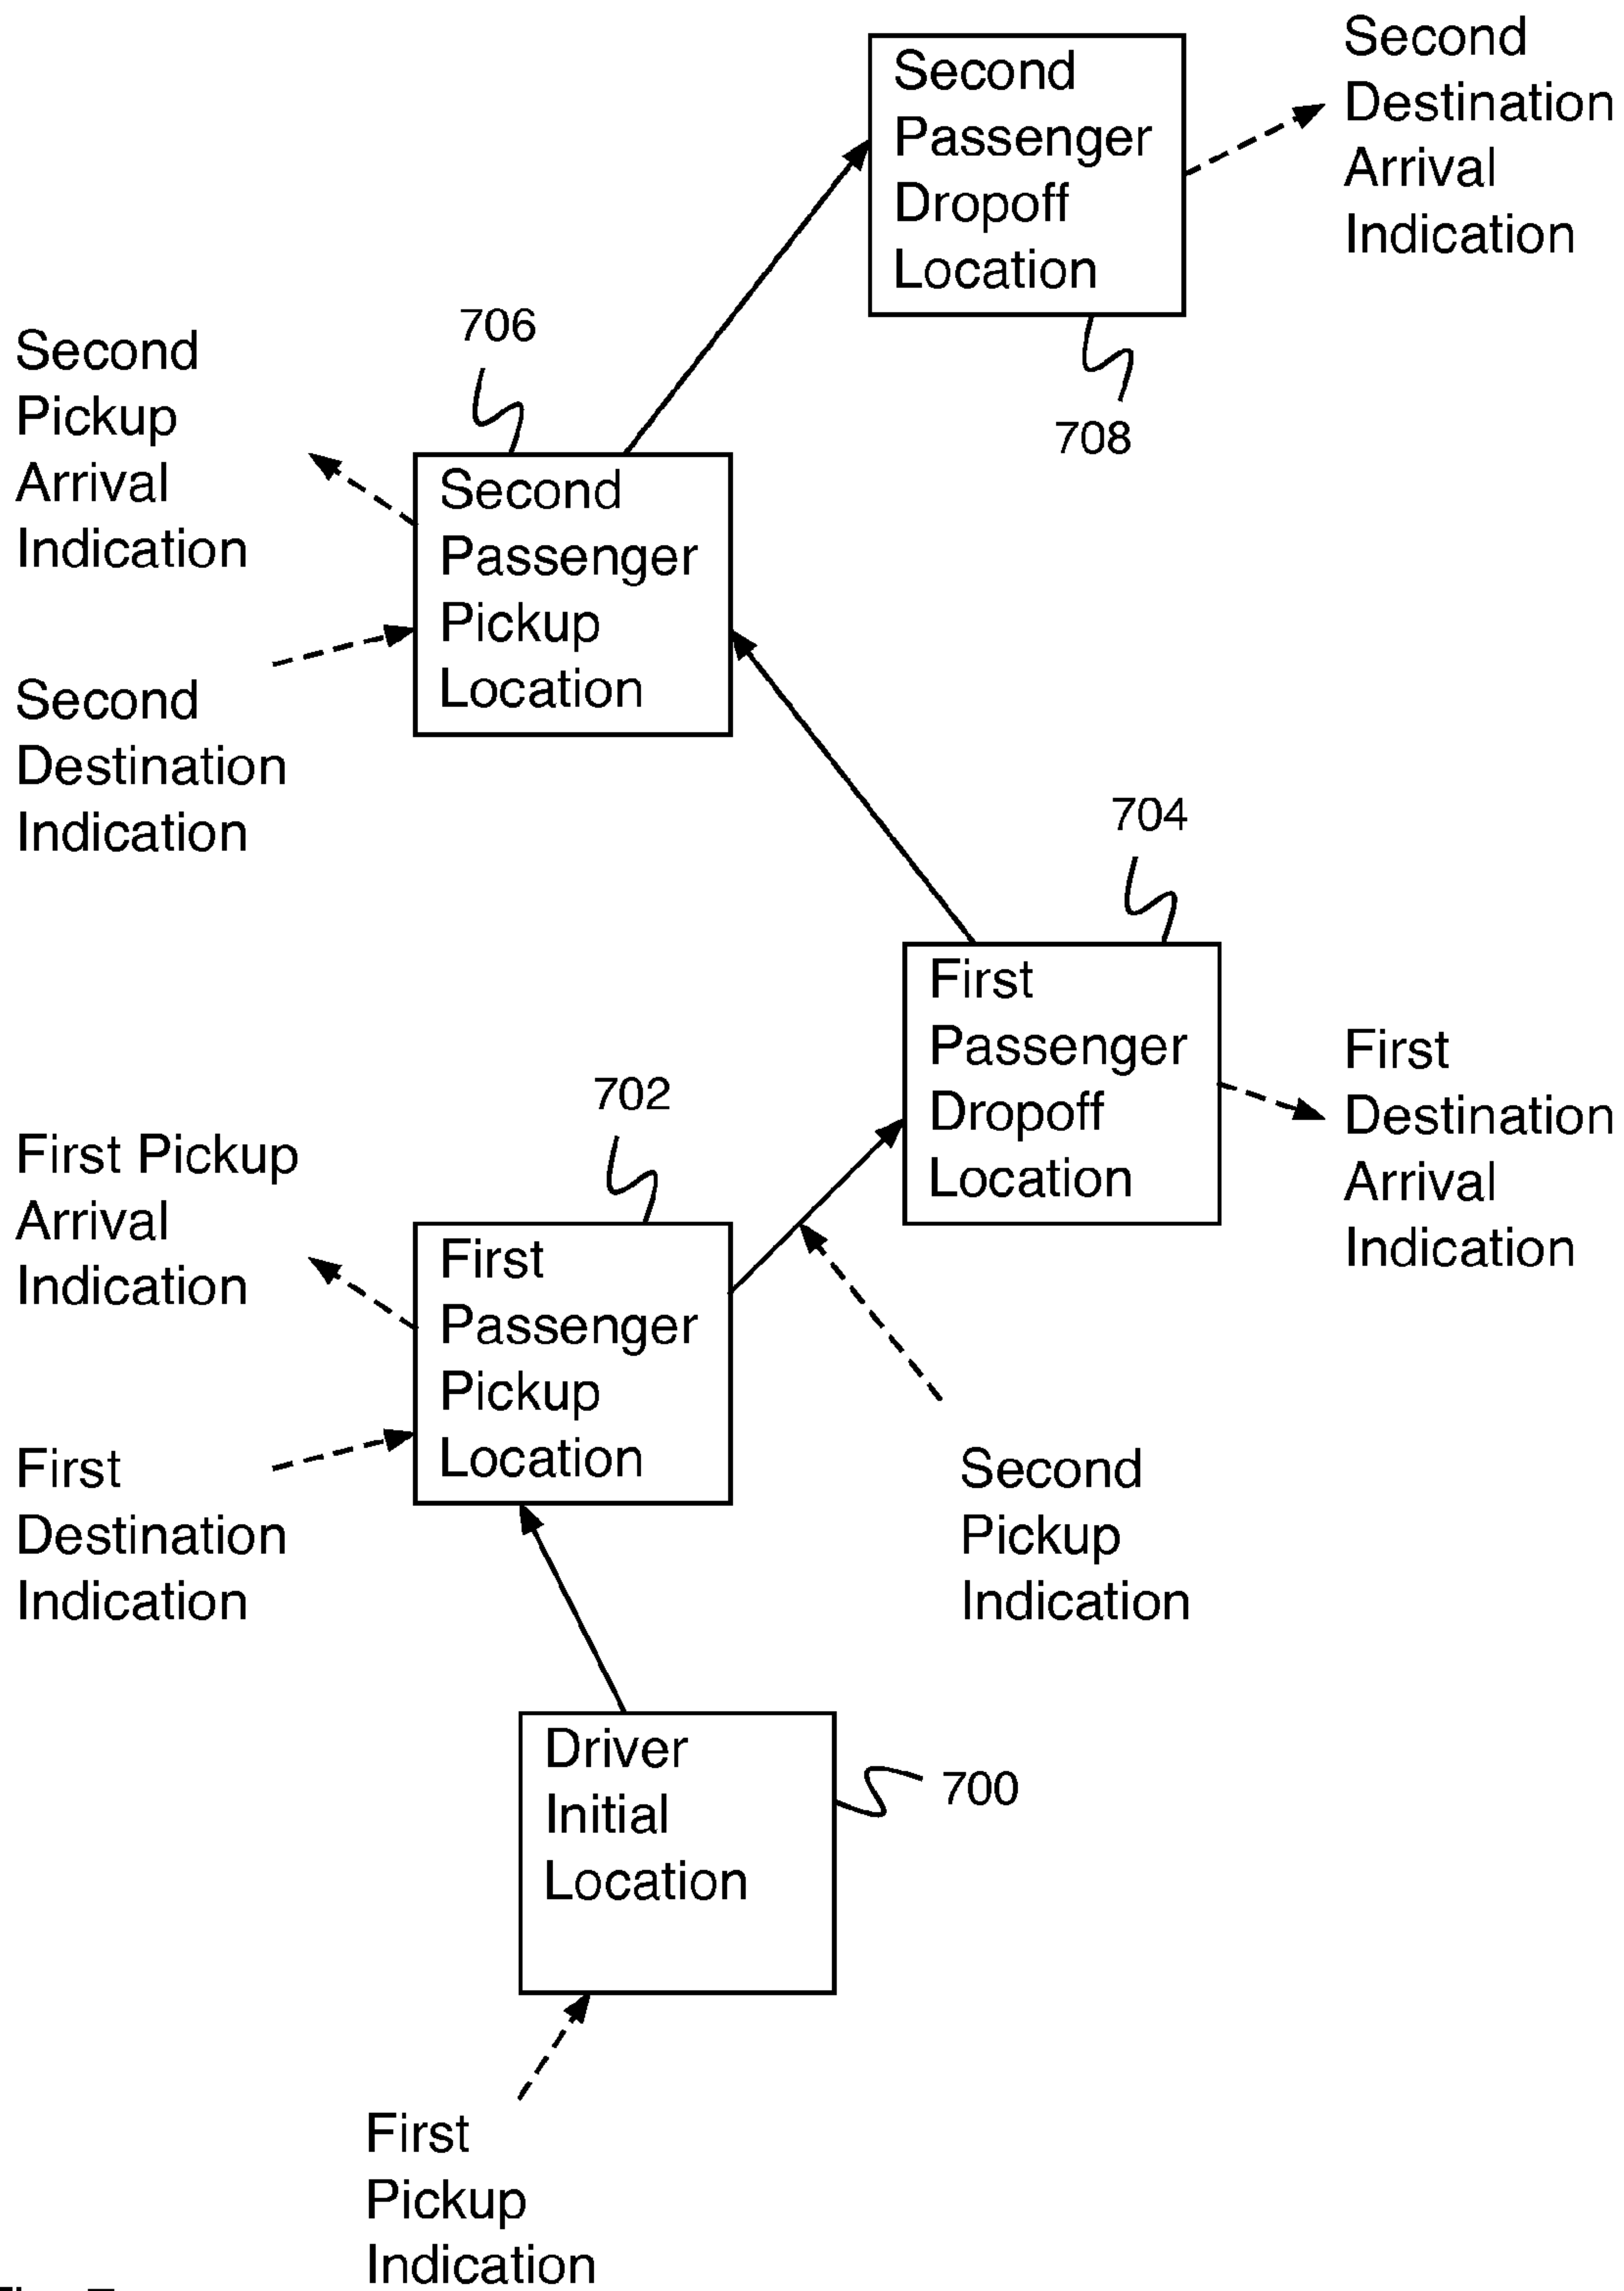 Second
Passenger
Dropoff
Location
Second
Destination
Arrival
Indication
708
706
Second
Pickup
Arrival
Indication
Second
Passenger
Pickup
Location
Second
Destination
Indication
704
First
Passenger
Dropoff
Location
First
Destination
Arrival
Indication
702
First Pickup
Arrival
Indication
First
Passenger
Pickup
Location
First
Destination
Indication
Second
Pickup
Indication
Driver
Initial
Location
700
First
Pickup
Indication